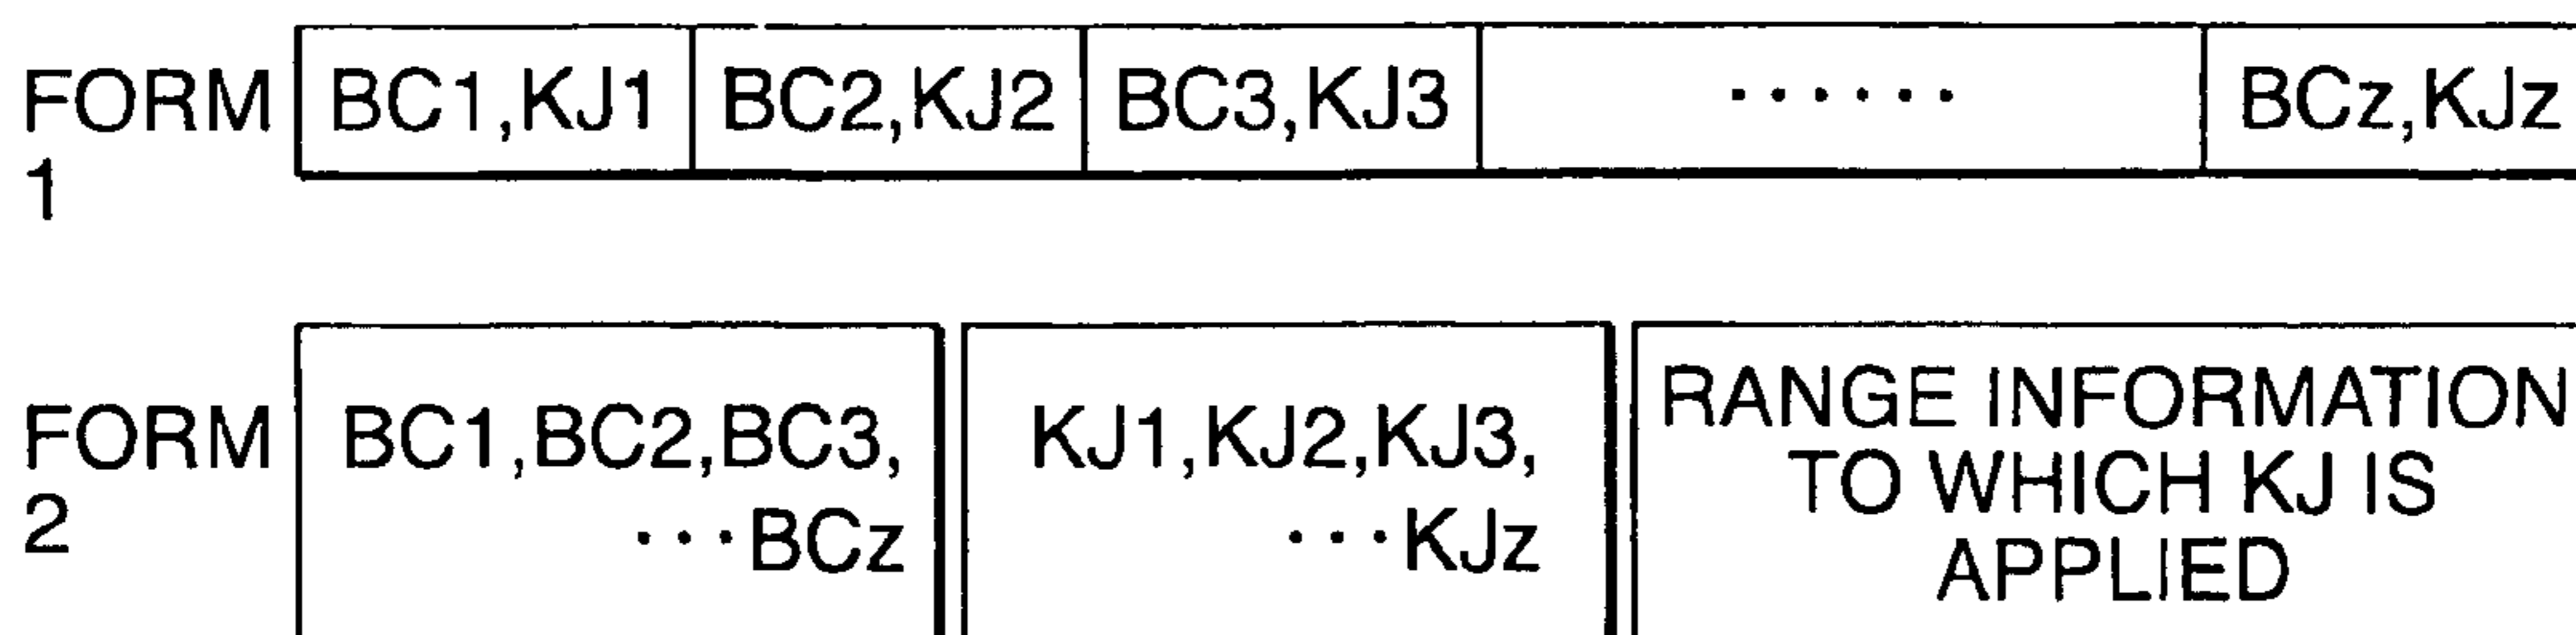 FORM 1
BC1,KJ1
BC2,KJ2
BC3,KJ3
······
BCz,KJz
FORM 2
BC1,BC2,BC3,
···BCz
KJ1,KJ2,KJ3,
···KJz
RANGE INFORMATION
TO WHICH KJ IS
APPLIED